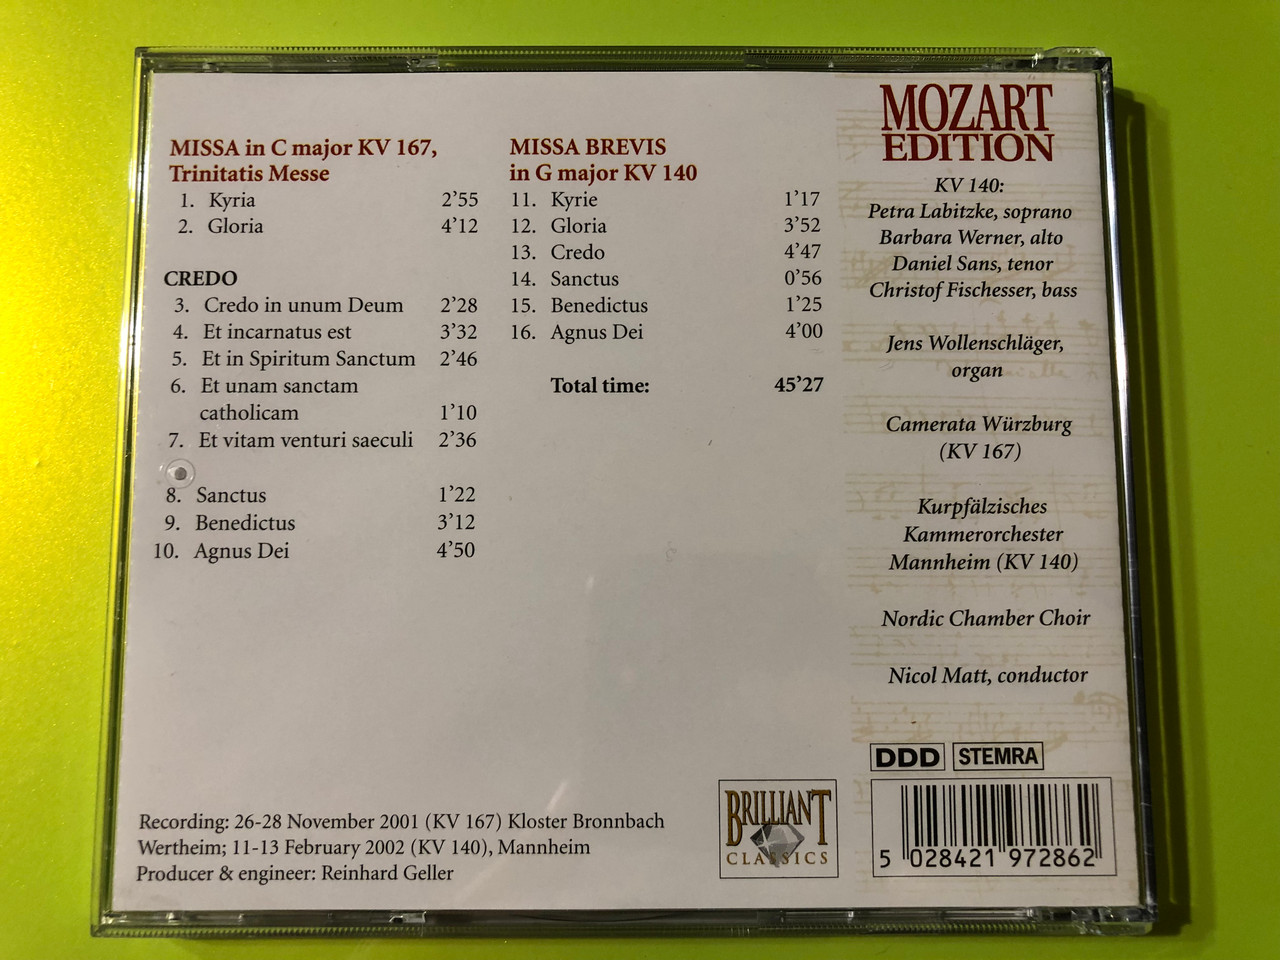 MISSA in C major KV 167,
Trinitatis Messe
1. Kyria 2’55
2. Gloria 4’12
CREDO
3. Credo in unum Deum 2’28
4. Et incarnatus est 3’32
5. Et in Spiritum Sanctum 2’46
6. Et unam sanctam
catholicam 1’10
7. Et vitam venturi saeculi 2’36
8. Sanctus 1’22
9. Benedictus 3’12
10. Agnus Dei 4’50
MISSA BREVIS
in G major KV 140
11. Kyrie 1’17
12. Gloria 3’52
13. Credo 4’47
14. Sanctus 0’56
15. Benedictus 1’25
16. Agnus Dei 4’00
Total time: 45’27
MOZART
EDITION
KV 140:
Petra Labitzke, soprano
Barbara Werner, alto
Daniel Sans, tenor
Christof Fischesser, bass
Jens Wollenschläger,
organ
Camerata Würzburg
(KV 167)
Kurpfälzisches
Kammerorchester
Mannheim (KV 140)
Nordic Chamber Choir
Nicol Matt, conductor
DDD STEMRA
Recording: 26-28 November 2001 (KV 167) Kloster Bronnbach
Wertheim; 11-13 February 2002 (KV 140), Mannheim
Producer & engineer: Reinhard Geller
BRILLIANT
CLASSICS
5 028421 972862